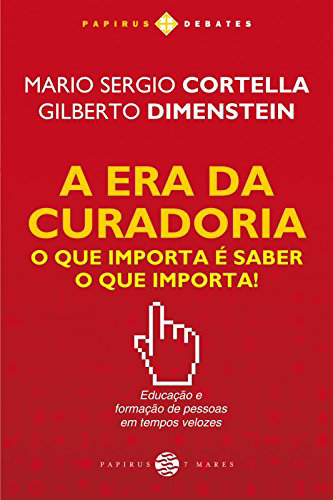 PAPIRUS DEBATES
MARIO SERGIO CORTELLA
GILBERTO DIMENSTEIN
A ERA DA
CURADORIA
O QUE IMPORTA É SABER
O QUE IMPORTA!
Educação e
formação de pessoas
em tempos velozes
PAPIRUS 7 MARES